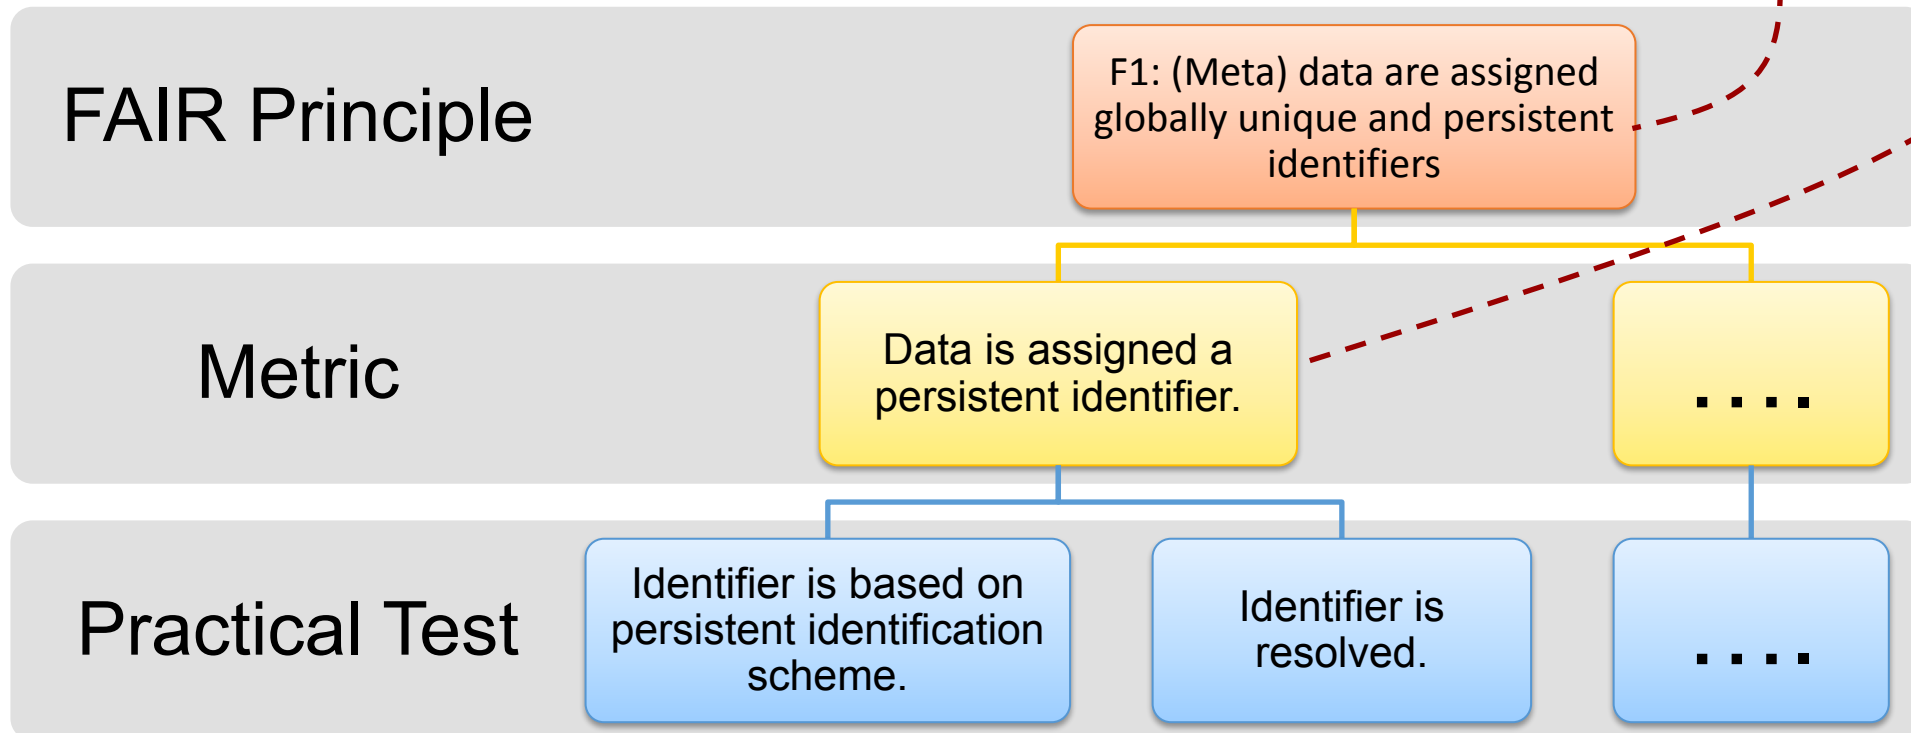 FAIR Principle
F1: (Meta) data are assigned
globally unique and persistent
identifiers
Metric
Data is assigned a
persistent identifier.
....
Practical Test
Identifier is based on
persistent identification
scheme.
Identifier is
resolved.
....